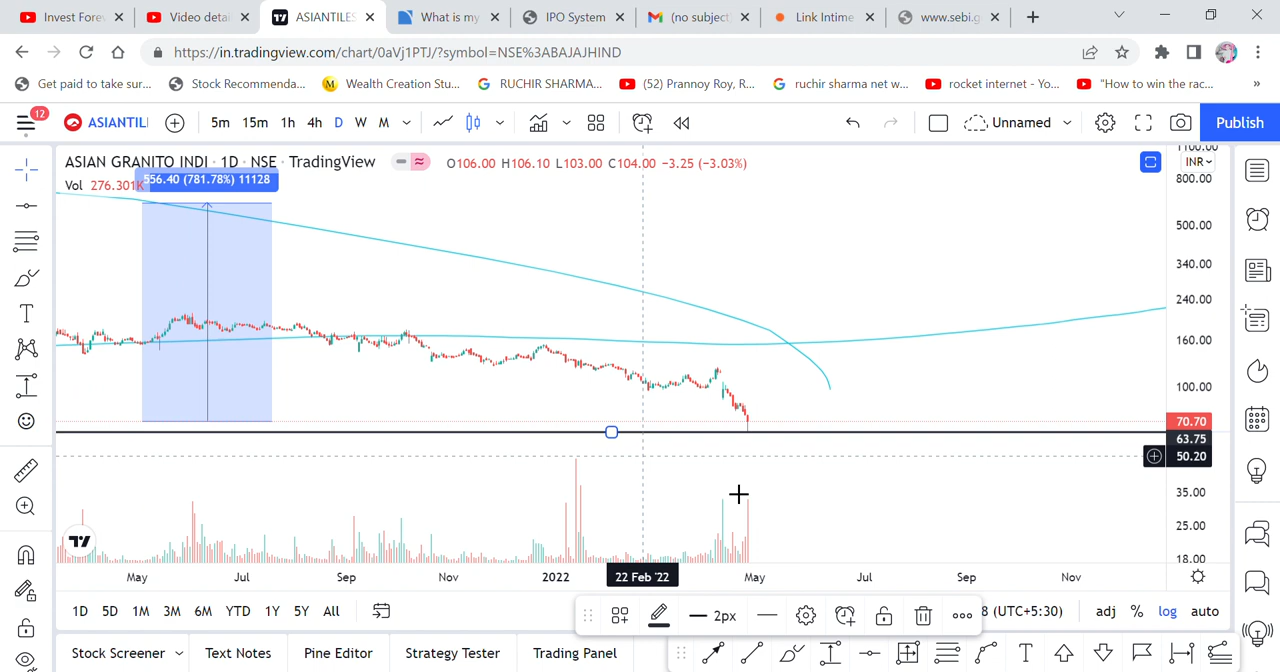 Invest Fore
Video detai
ASIANTILES
What is my
IPO System
(no subject
Link Intime
www.sebi.g
https://in.tradingview.com/chart/0aVj1PTJ/?symbol=NSE%3ABAJAJHIND
Get paid to take sur...
Stock Recommenda...
Wealth Creation Stu...
RUCHIR SHARMA...
(52) Prannoy Roy, R...
ruchir sharma net w...
rocket internet - Yo...
"How to win the rac...
»
12
ASIANTIL
5m 15m 1h 4h D W M
Unnamed
Publish
ASIAN GRANITO INDI · 1D · NSE · TradingView
O106.00 H106.10 L103.00 C104.00 −3.25 (−3.03%)
Vol 276.301K
556.40 (781.78%) 11128
1100.00
INR
800.00
500.00
340.00
240.00
160.00
100.00
70.70
63.75
50.20
35.00
25.00
18.00
May Jul Sep Nov 2022 22 Feb '22 May Jul Sep Nov
1D 5D 1M 3M 6M YTD 1Y 5Y All
2px
8 (UTC+5:30) adj % log auto
Stock Screener Text Notes Pine Editor Strategy Tester Trading Panel